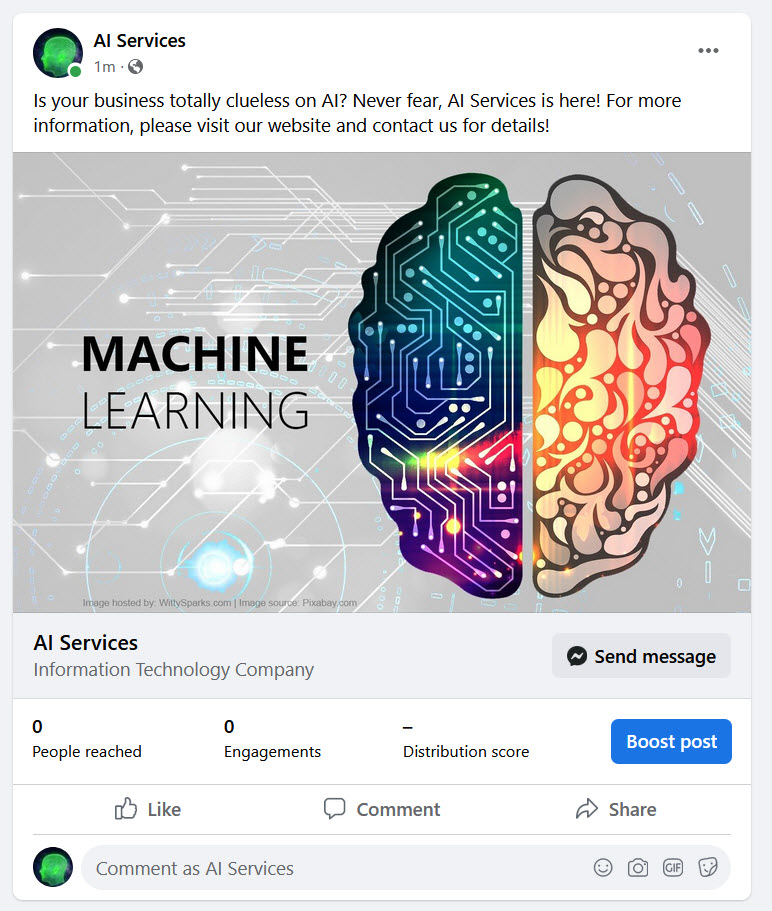 AI Services
1m ·
Is your business totally clueless on AI? Never fear, AI Services is here! For more
information, please visit our website and contact us for details!
MACHINE
LEARNING
Image hosted by: WittySparks.com | Image source: Pixabay.com
AI Services
Information Technology Company
Send message
0
People reached
0
Engagements
–
Distribution score
Boost post
Like
Comment
Share
Comment as AI Services
GIF